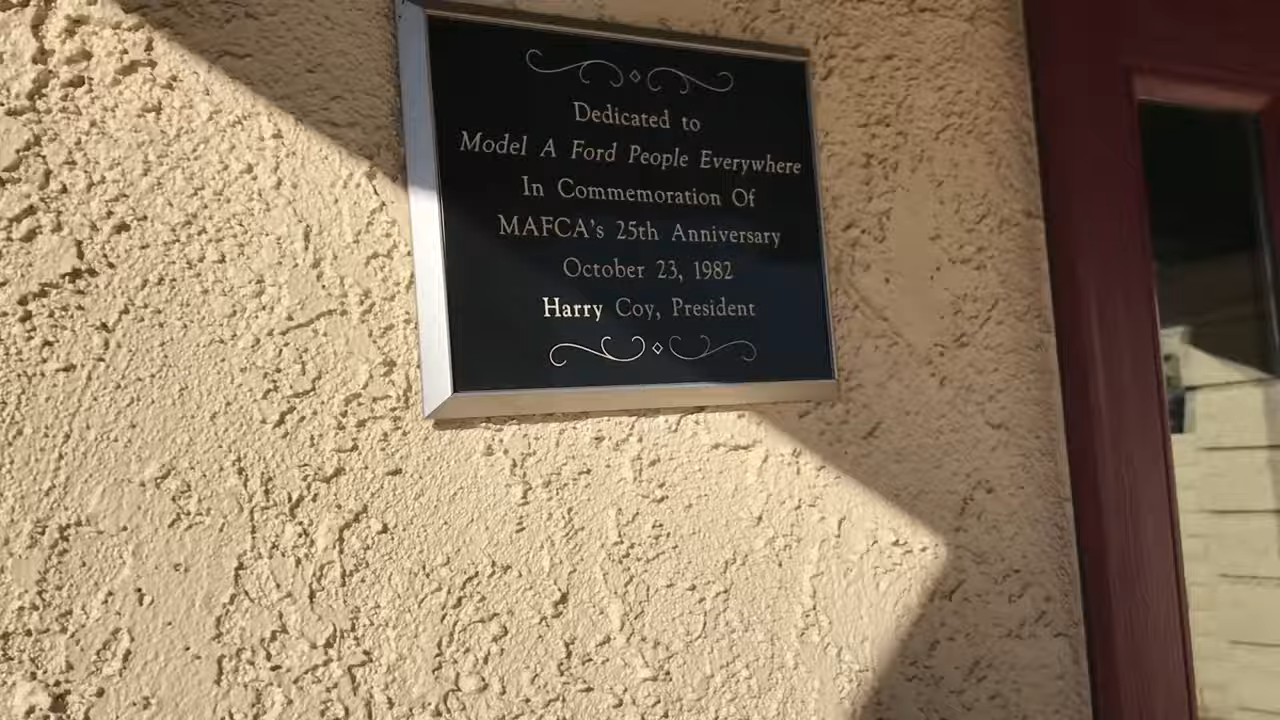 Dedicated to
Model A Ford People Everywhere
In Commemoration Of
MAFCA's 25th Anniversary
October 23, 1982
Harry Coy, President